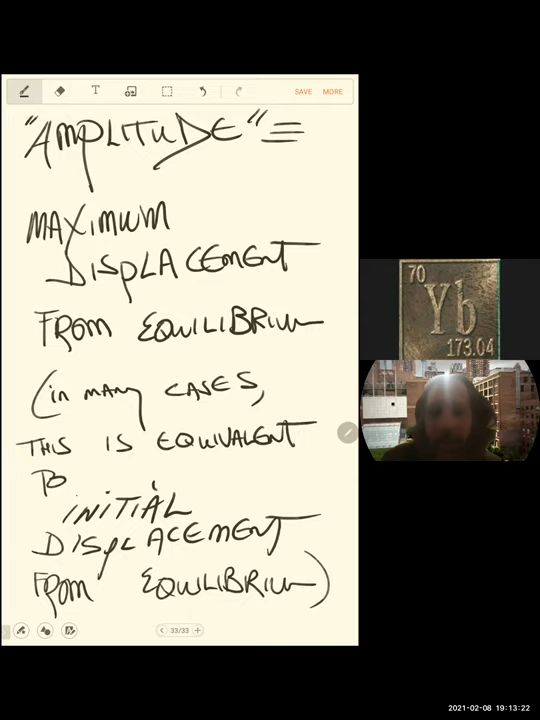 T
SAVE MORE
"AMPLITUDE" ≡
MAXIMUM
DISPLACEMENT
FROM EQUILIBRIUM
(IN MANY CASES,
THIS IS EQUIVALENT
TO
INITIAL
DISPLACEMENT
FROM EQUILIBRIUM)
33/33
70
Yb
173.04
2021-02-08 19:13:22